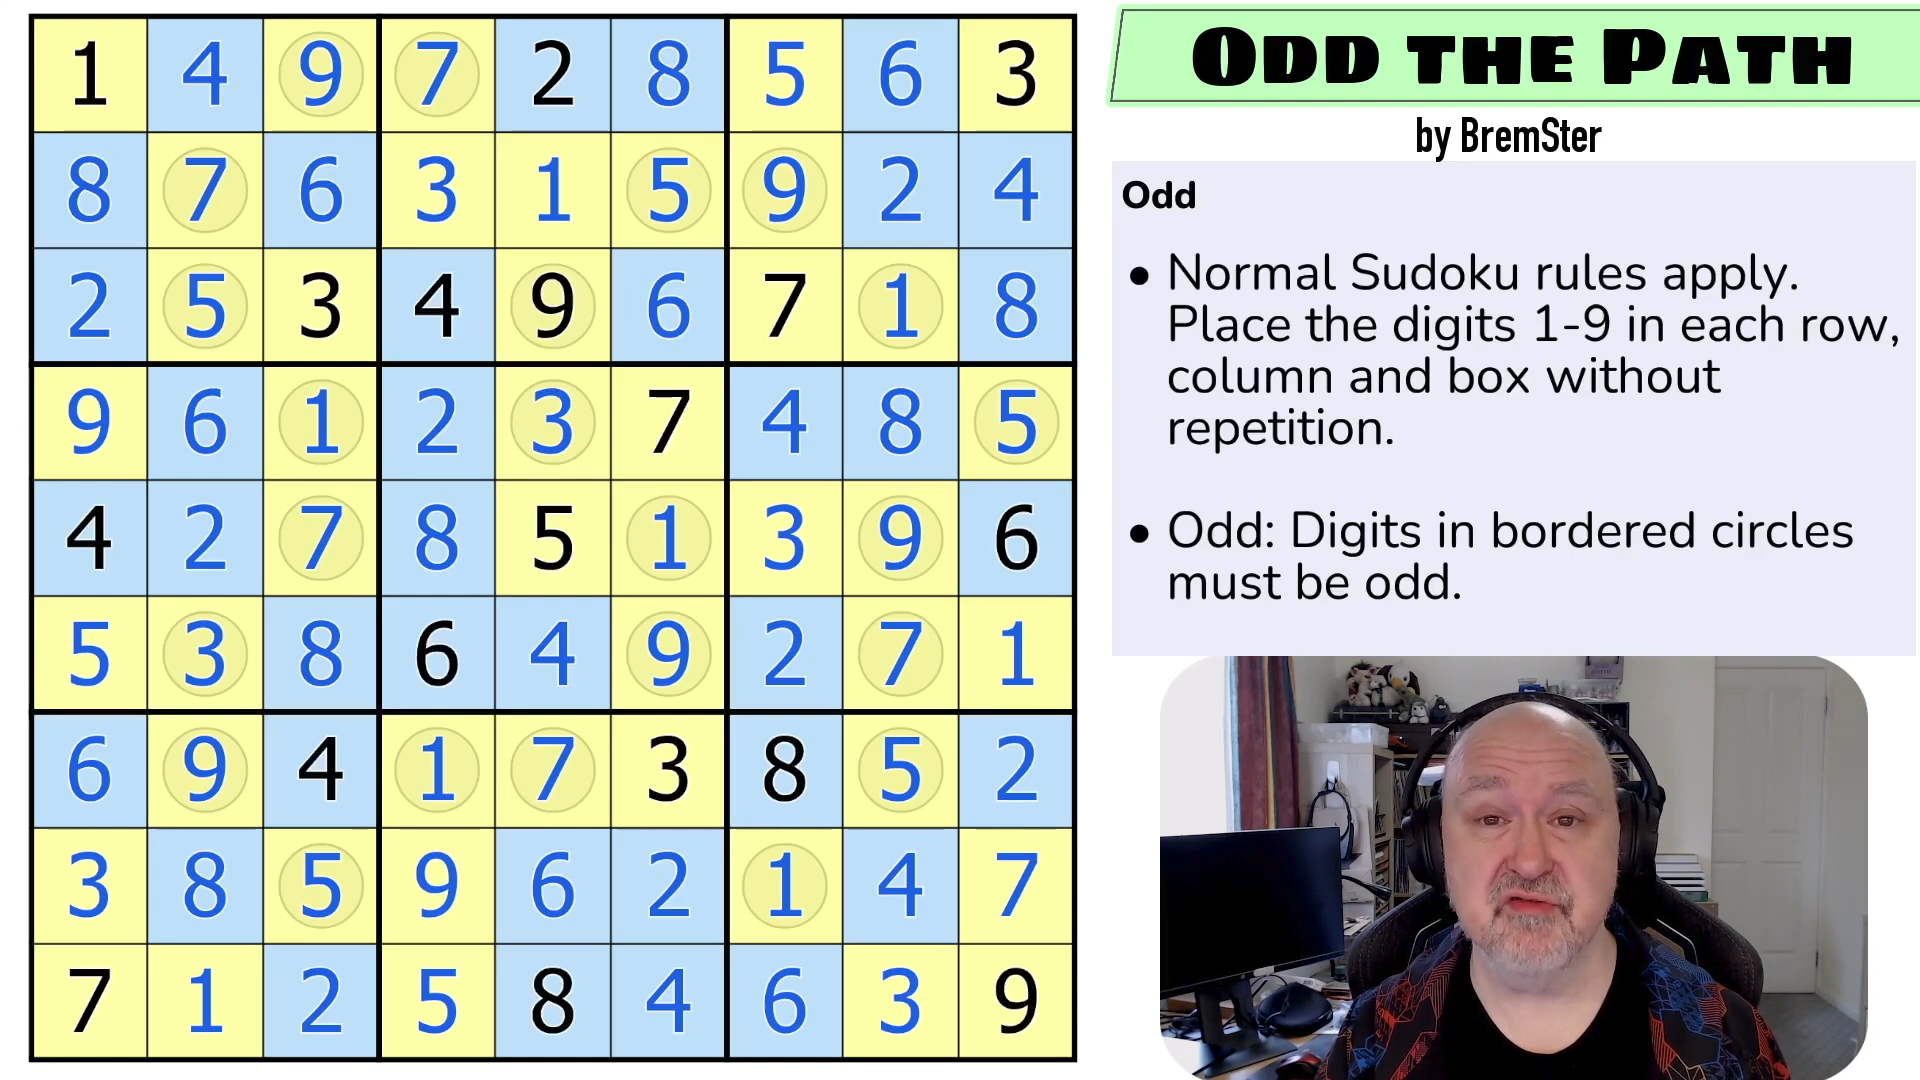 1 4 9 7 2 8 5 6 3
8 7 6 3 1 5 9 2 4
2 5 3 4 9 6 7 1 8
9 6 1 2 3 7 4 8 5
4 2 7 8 5 1 3 9 6
5 3 8 6 4 9 2 7 1
6 9 4 1 7 3 8 5 2
3 8 5 9 6 2 1 4 7
7 1 2 5 8 4 6 3 9
ODD THE PATH
by BremSter
Odd
• Normal Sudoku rules apply.
Place the digits 1-9 in each row,
column and box without
repetition.
• Odd: Digits in bordered circles
must be odd.